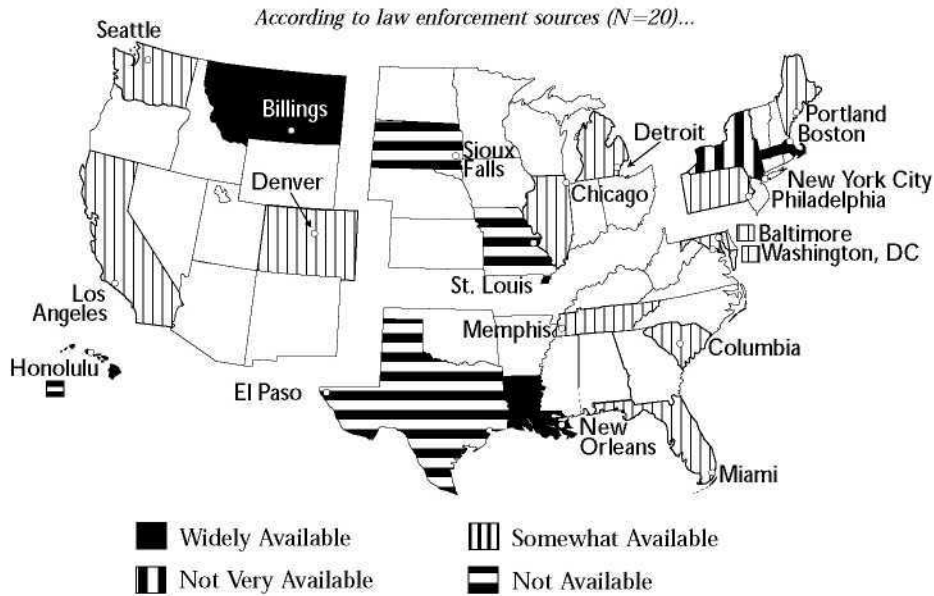 According to law enforcement sources (N=20)...
Seattle
Billings
Portland
Boston
Detroit
Sioux
Falls
New York City
Denver
Chicago
Philadelphia
Baltimore
Washington, DC
St. Louis
Los
Angeles
Memphis
Columbia
Honolulu
El Paso
New
Orleans
Miami
Widely Available
Somewhat Available
Not Very Available
Not Available